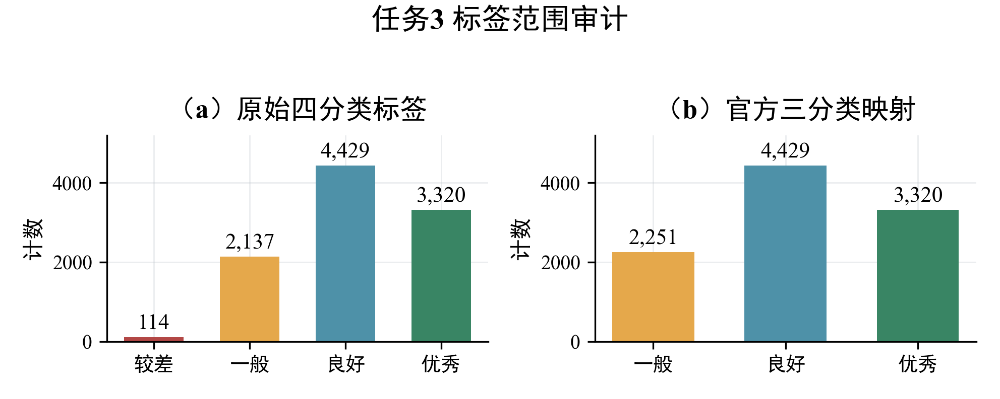 任务3 标签范围审计
（a）原始四分类标签
计数
4000
2000
0
114
2,137
4,429
3,320
较差
一般
良好
优秀
（b）官方三分类映射
计数
4000
2000
0
2,251
4,429
3,320
一般
良好
优秀